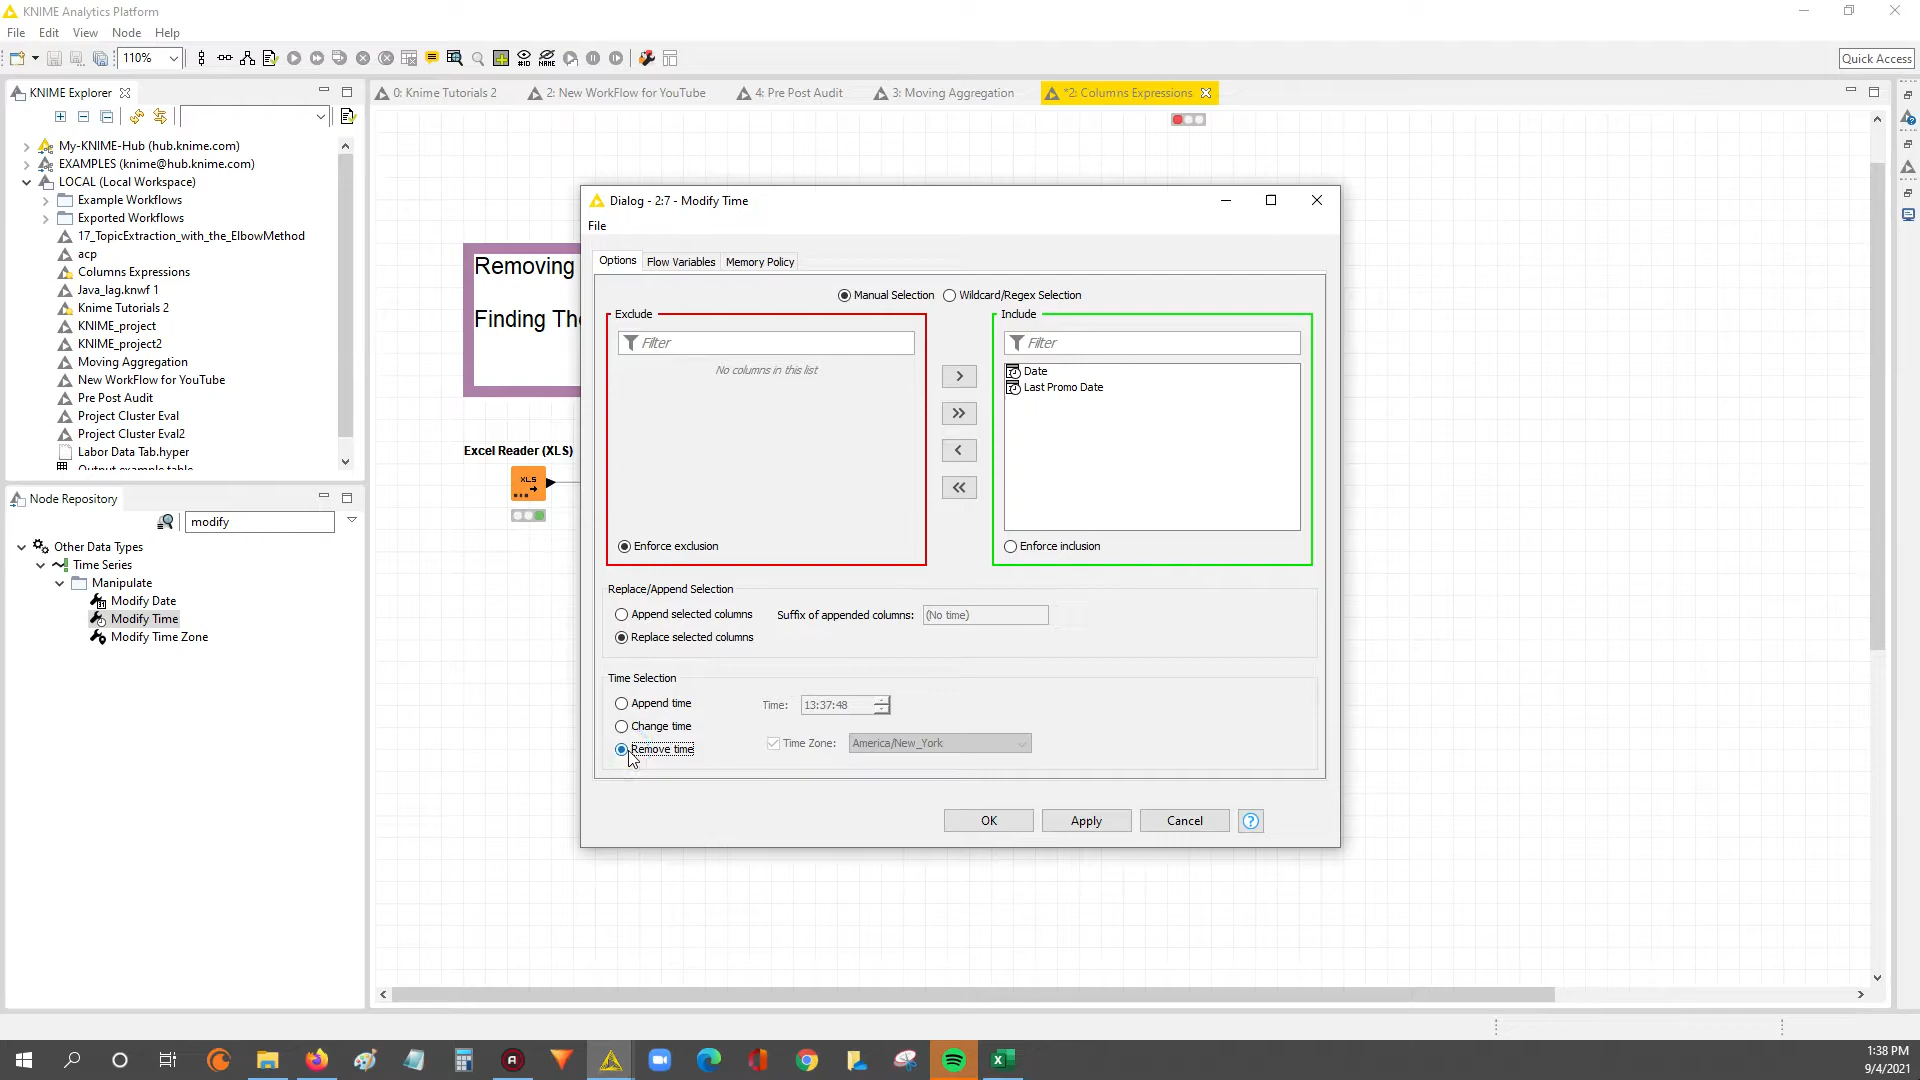 KNIME Analytics Platform
File Edit View Node Help
110%
Quick Access
KNIME Explorer
0: Knime Tutorials 2
2: New WorkFlow for YouTube
4: Pre Post Audit
3: Moving Aggregation
*2: Columns Expressions
My-KNIME-Hub (hub.knime.com)
EXAMPLES (knime@hub.knime.com)
LOCAL (Local Workspace)
Example Workflows
Exported Workflows
17_TopicExtraction_with_the_ElbowMethod
acp
Columns Expressions
Java_lag.knwf 1
Knime Tutorials 2
KNIME_project
KNIME_project2
Moving Aggregation
New WorkFlow for YouTube
Pre Post Audit
Project Cluster Eval
Project Cluster Eval2
Labor Data Tab.hyper
Output example table
Node Repository
modify
Other Data Types
Time Series
Manipulate
Modify Date
Modify Time
Modify Time Zone
Removing
Finding The
Excel Reader (XLS)
XLS
Dialog - 2:7 - Modify Time
File
Options Flow Variables Memory Policy
Manual Selection Wildcard/Regex Selection
Exclude
Filter
No columns in this list
Enforce exclusion
Include
Filter
Date
Last Promo Date
Enforce inclusion
Replace/Append Selection
Append selected columns Suffix of appended columns: (No time)
Replace selected columns
Time Selection
Append time Time: 13:37:48
Change time
Remove time Time Zone: America/New_York
OK Apply Cancel
1:38 PM
9/4/2021